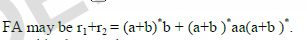 FA may be r₁+r₂ = (a+b)*b + (a+b )*aa(a+b )*.